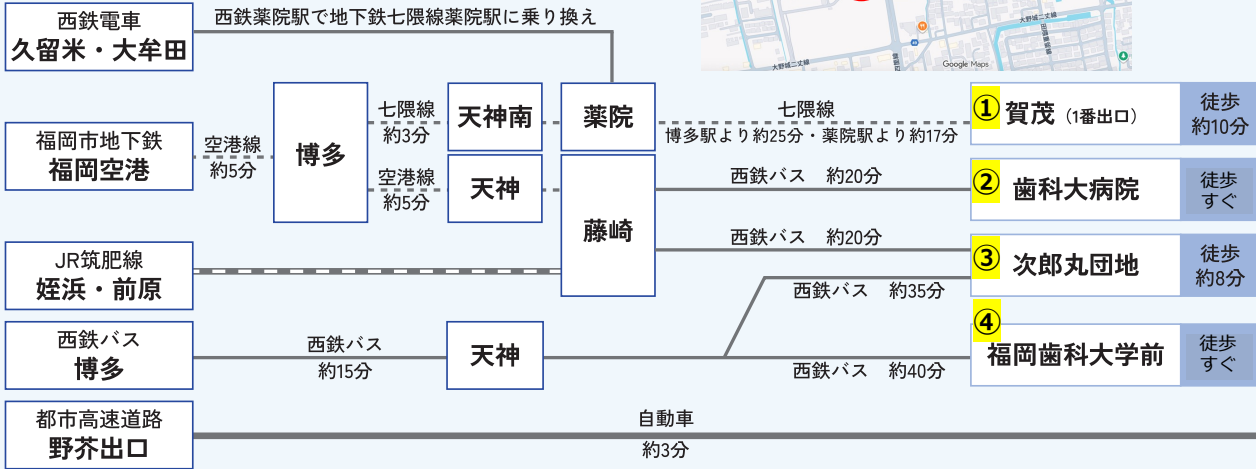 西鉄電車
久留米・大牟田
西鉄薬院駅で地下鉄七隈線薬院駅に乗り換え
大野城二丈線
大野城二丈線
Google Maps
福岡市地下鉄
福岡空港
空港線
約5分
博多
七隈線
約3分
天神南
薬院
七隈線
博多駅より約25分・薬院駅より約17分
① 賀茂（1番出口）
徒歩
約10分
空港線
約5分
天神
藤崎
西鉄バス 約20分
② 歯科大病院
徒歩
すぐ
JR筑肥線
姪浜・前原
西鉄バス 約20分
西鉄バス 約35分
③ 次郎丸団地
徒歩
約8分
西鉄バス
博多
西鉄バス
約15分
天神
西鉄バス 約40分
④
福岡歯科大学前
徒歩
すぐ
都市高速道路
野芥出口
自動車
約3分